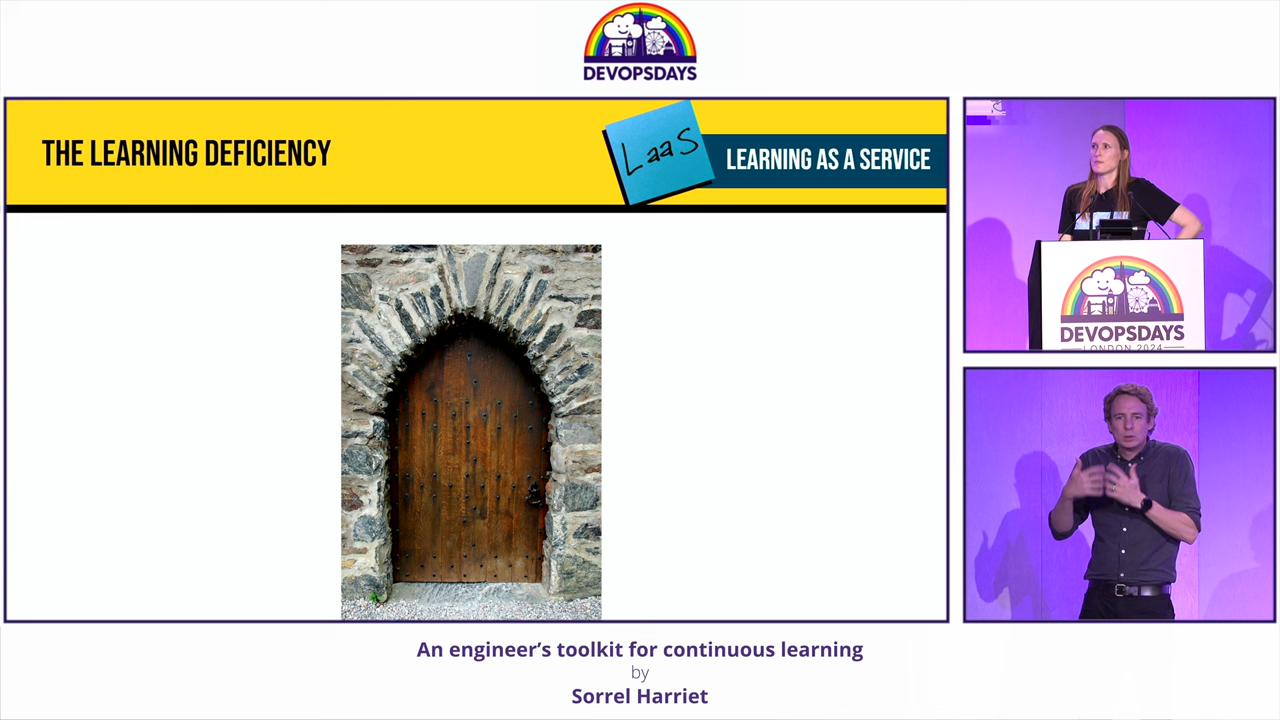 DEVOPSDAYS
THE LEARNING DEFICIENCY
LaaS
LEARNING AS A SERVICE
DEVOPSDAYS
LONDON 2024
An engineer's toolkit for continuous learning
by
Sorrel Harriet